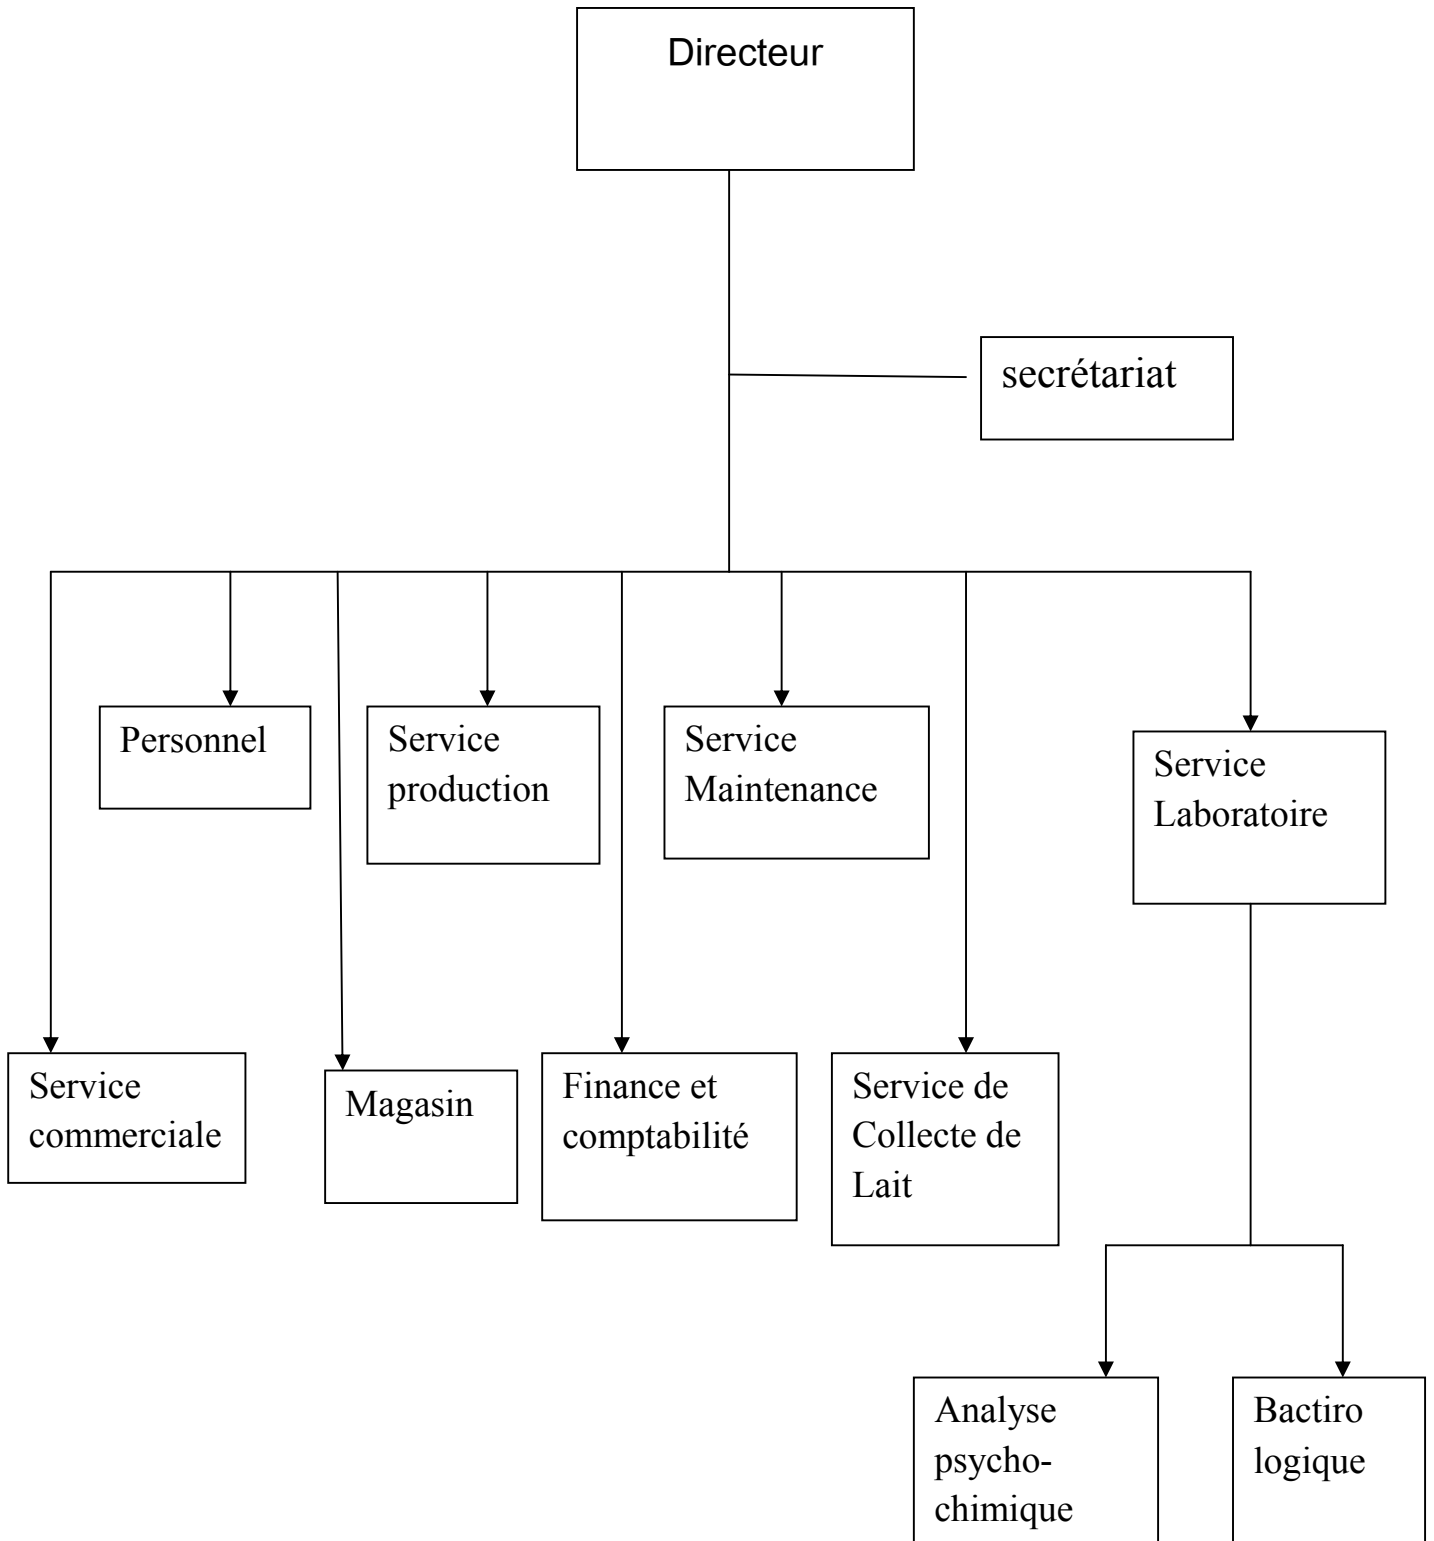 Directeur
secrétariat
Personnel
Service
production
Service
Maintenance
Service
Laboratoire
Service
commerciale
Magasin
Finance et
comptabilité
Service de
Collecte de
Lait
Analyse
psycho-
chimique
Bactiro
logique